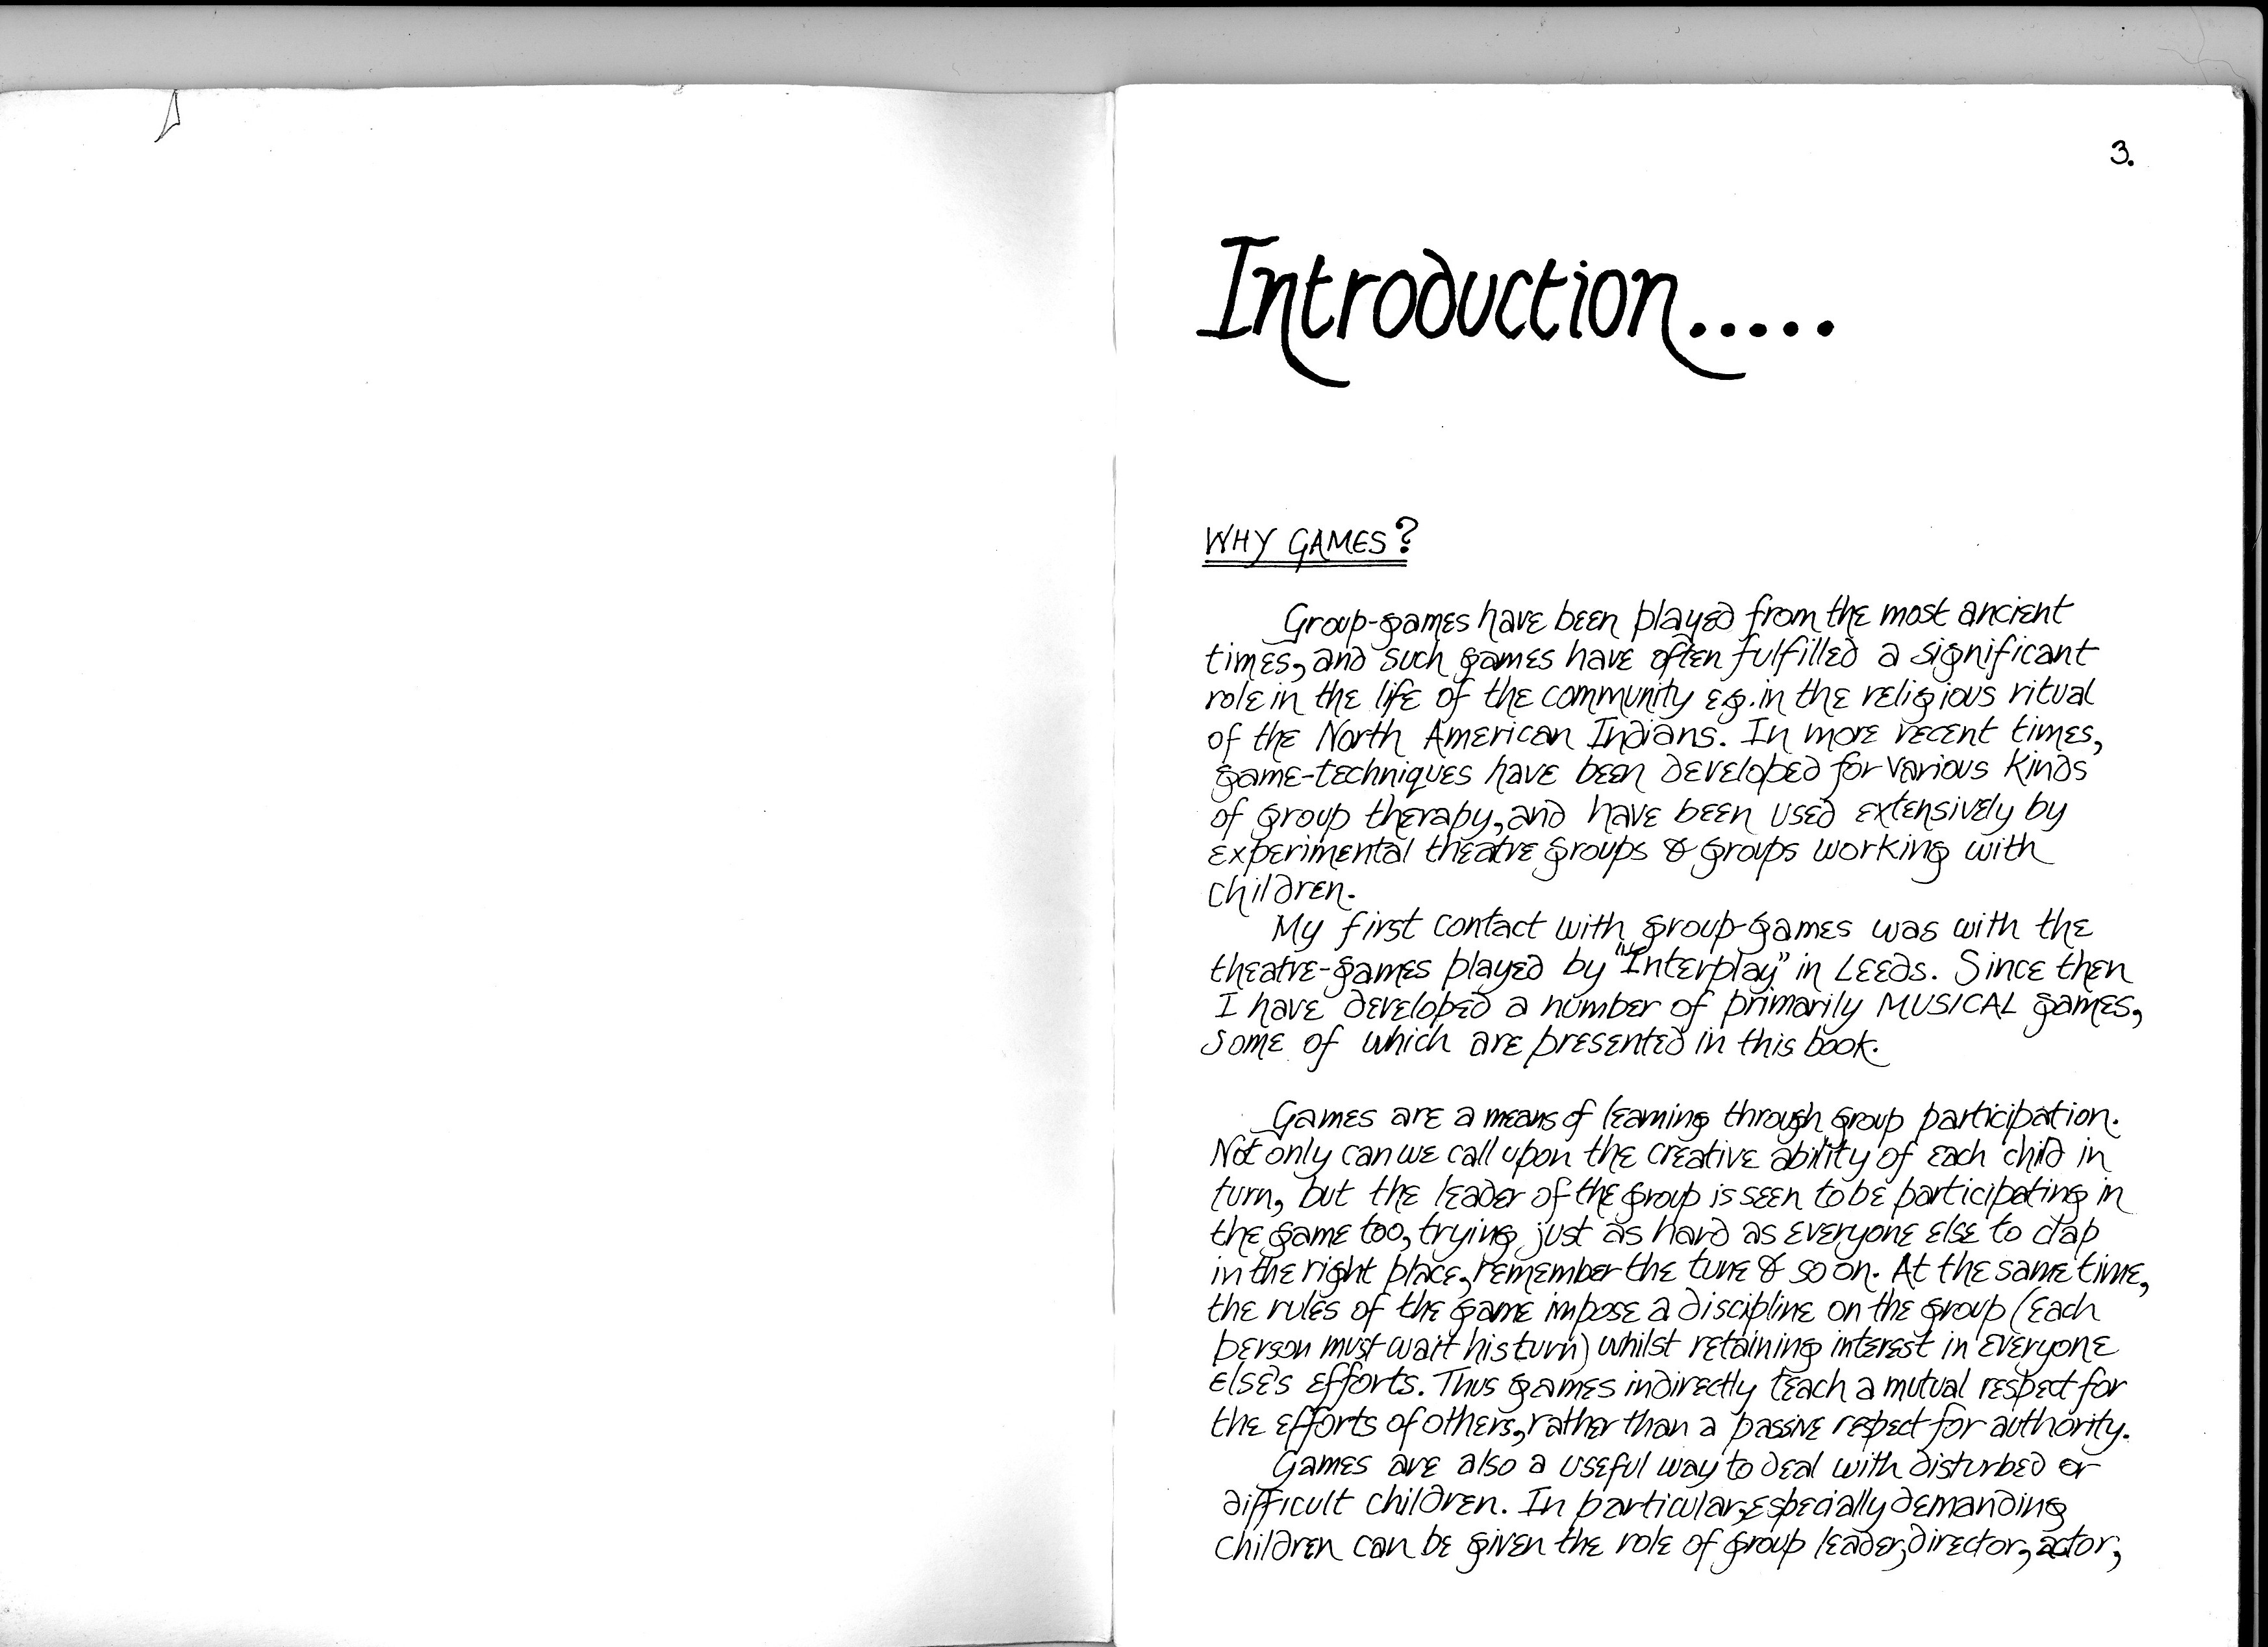 3.
Introduction.....
WHY GAMES?
Group-games have been played from the most ancient
times, and such games have often fulfilled a significant
role in the life of the community eg. in the religious ritual
of the North American Indians. In more recent times,
game-techniques have been developed for various kinds
of group therapy, and have been used extensively by
experimental theatre groups & groups working with
children.
My first contact with group-games was with the
theatre-games played by "Interplay" in Leeds. Since then
I have developed a number of primarily MUSICAL games,
some of which are presented in this book.
Games are a means of learning through group participation.
Not only can we call upon the creative ability of each child in
turn, but the leader of the group is seen to be participating in
the game too, trying just as hard as everyone else to clap
in the right place, remember the tune & so on. At the same time,
the rules of the game impose a discipline on the group (each
person must wait his turn) whilst retaining interest in everyone
else's efforts. Thus games indirectly teach a mutual respect for
the efforts of others, rather than a passive respect for authority.
Games are also a useful way to deal with disturbed or
difficult children. In particular, especially demanding
children can be given the role of group leader, director, actor,